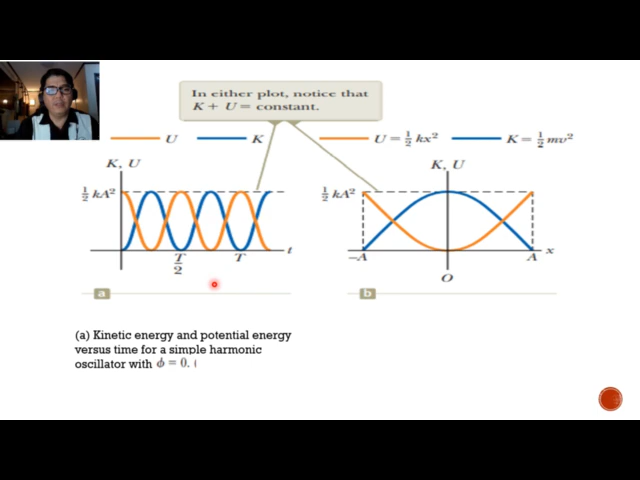 In either plot, notice that
K + U = constant.
U
K
U = ½ kx²
K = ½ mv²
K, U
K, U
½ kA²
½ kA²
T/2
T
t
−A
A
x
O
a
b
(a) Kinetic energy and potential energy
versus time for a simple harmonic
oscillator with ϕ = 0. (